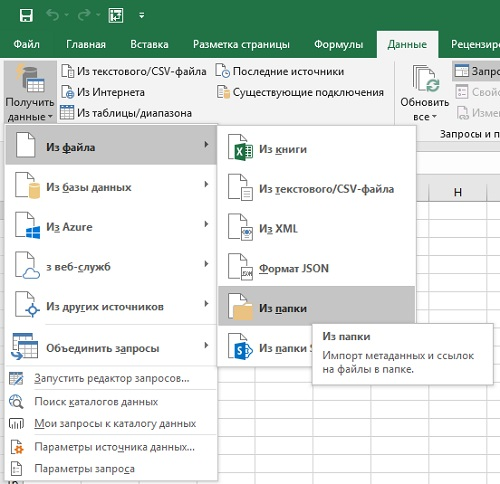 Файл Главная Вставка Разметка страницы Формулы Данные Рецензиро
Получить данные
Из текстового/CSV-файла
Из Интернета
Из таблицы/диапазона
Последние источники
Существующие подключения
Обновить все
Запро
Свой
Измен
Запросы и п
Из файла
Из базы данных
Из Azure
з веб-служб
Из других источников
Объединить запросы
Запустить редактор запросов...
Поиск каталогов данных
Мои запросы к каталогу данных
Параметры источника данных...
Параметры запроса
Из книги
Из текстового/CSV-файла
Из XML
Формат JSON
Из папки
Из папки S
Из папки
Импорт метаданных и ссылок
на файлы в папке.
H